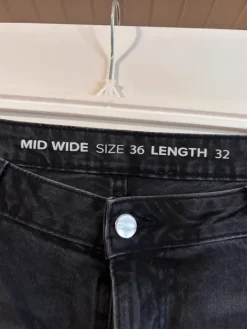 MID WIDE SIZE 36 LENGTH 32